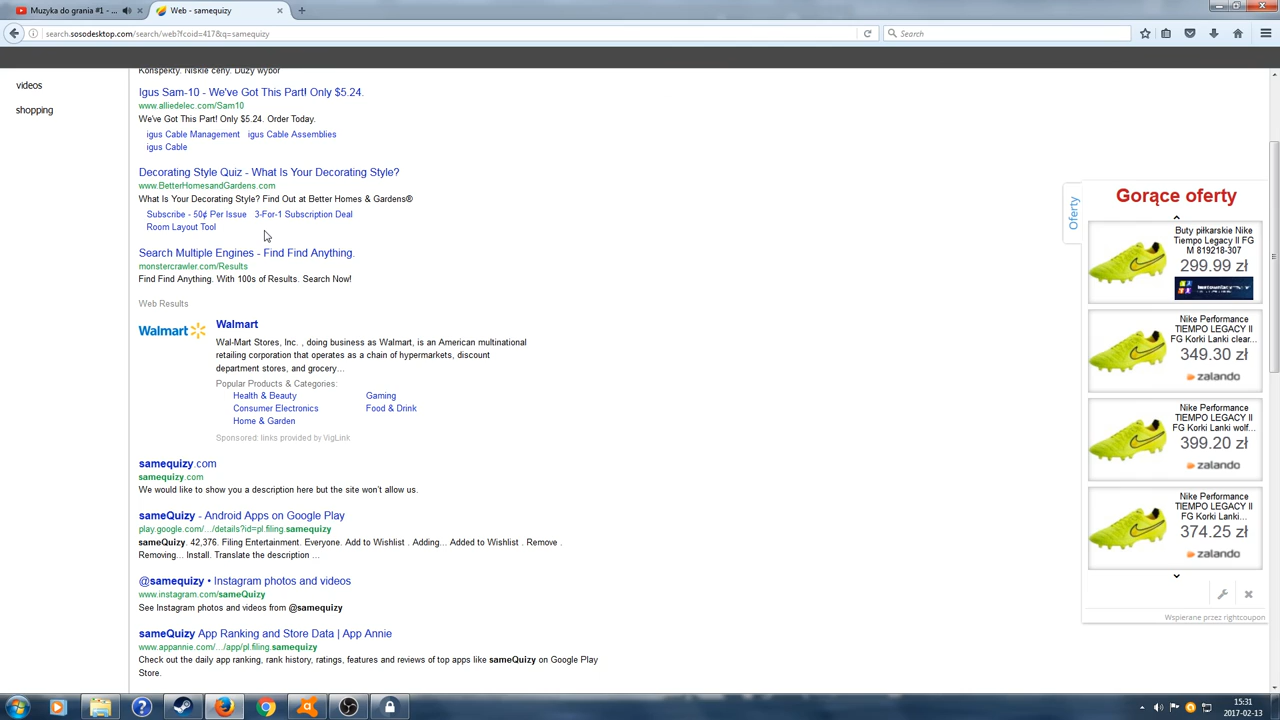 Muzyka do grania #1 - ...
Web - samequizy
search.sosodesktop.com/search/web?fcoid=417&q=samequizy
Search
videos
shopping
Konspekty. Niskie ceny. Duży wybór
Igus Sam-10 - We've Got This Part! Only $5.24.
www.alliedelec.com/Sam10
We've Got This Part! Only $5.24. Order Today.
igus Cable Management igus Cable Assemblies
igus Cable
Decorating Style Quiz - What Is Your Decorating Style?
www.BetterHomesandGardens.com
What Is Your Decorating Style? Find Out at Better Homes & Gardens®
Subscribe - 50¢ Per Issue 3-For-1 Subscription Deal
Room Layout Tool
Search Multiple Engines - Find Find Anything.
monstercrawler.com/Results
Find Find Anything. With 100s of Results. Search Now!
Web Results
Walmart
Walmart
Wal-Mart Stores, Inc. , doing business as Walmart, is an American multinational
retailing corporation that operates as a chain of hypermarkets, discount
department stores, and grocery...
Popular Products & Categories:
Health & Beauty Gaming
Consumer Electronics Food & Drink
Home & Garden
Sponsored: links provided by VigLink
samequizy.com
samequizy.com
We would like to show you a description here but the site won't allow us.
sameQuizy - Android Apps on Google Play
play.google.com/.../details?id=pl.filing.samequizy
sameQuizy. 42,376. Filing Entertainment. Everyone. Add to Wishlist . Adding... Added to Wishlist . Remove .
Removing... Install. Translate the description ...
@samequizy • Instagram photos and videos
www.instagram.com/sameQuizy
See Instagram photos and videos from @samequizy
sameQuizy App Ranking and Store Data | App Annie
www.appannie.com/.../app/pl.filing.samequizy
Check out the daily app ranking, rank history, ratings, features and reviews of top apps like sameQuizy on Google Play
Store.
Oferty
Gorące oferty
Buty piłkarskie Nike
Tiempo Legacy II FG
M 819218-307
299.99 zł
Nike Performance
TIEMPO LEGACY II
FG Korki Lanki clear...
349.30 zł
zalando
Nike Performance
TIEMPO LEGACY II
FG Korki Lanki wolf...
399.20 zł
zalando
Nike Performance
TIEMPO LEGACY II
FG Korki Lanki...
374.25 zł
zalando
Wspierane przez rightcoupon
15:31
2017-02-13